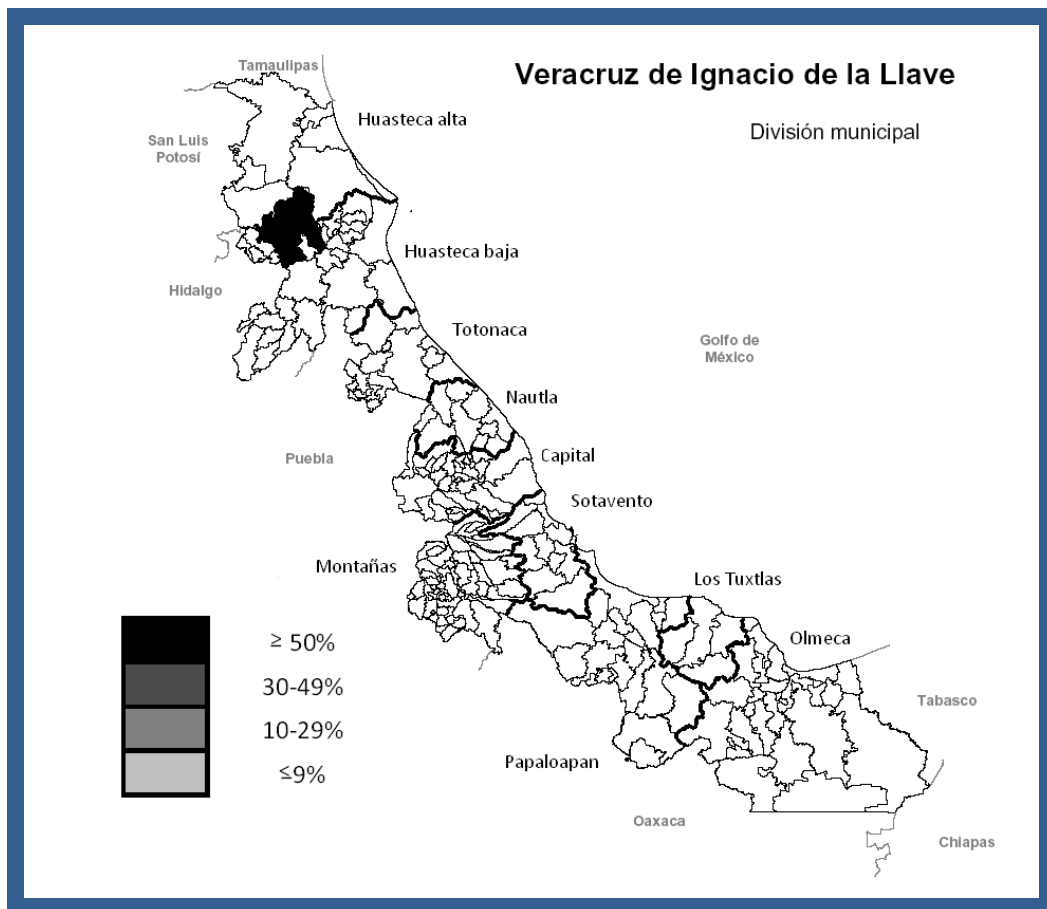 Veracruz de Ignacio de la Llave
División municipal
Tamaulipas
Huasteca alta
San Luis
Potosí
Huasteca baja
Hidalgo
Totonaca
Golfo de
México
Nautla
Puebla
Capital
Sotavento
Montañas
Los Tuxtlas
Olmeca
≥ 50%
30-49%
10-29%
≤9%
Tabasco
Papaloapan
Oaxaca
Chiapas